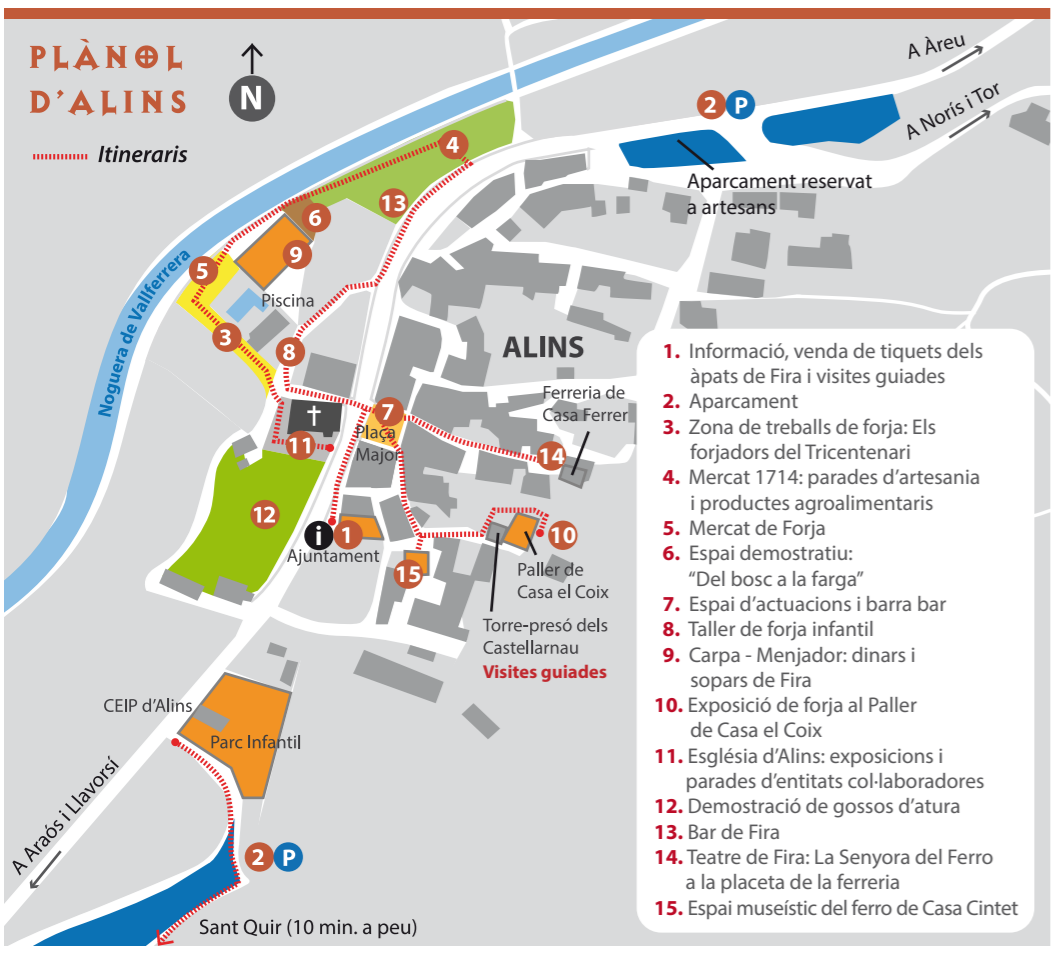 PLÀNOL
D'ALINS
N
Itineraris
A Àreu
A Norís i Tor
2 P
Aparcament reservat
a artesans
4
13
6
9
5
Piscina
3
8
Noguera de Vallferrera
ALINS
Ferreria de
Casa Ferrer
7
Plaça
Major
11
14
12
i 1
Ajuntament
10
15
Paller de
Casa el Coix
Torre-presó dels
Castellarnau
Visites guiades
CEIP d'Alins
Parc Infantil
A Araós i Llavorsí
2 P
Sant Quir (10 min. a peu)
1. Informació, venda de tiquets dels
àpats de Fira i visites guiades
2. Aparcament
3. Zona de treballs de forja: Els
forjadors del Tricentenari
4. Mercat 1714: parades d'artesania
i productes agroalimentaris
5. Mercat de Forja
6. Espai demostratiu:
“Del bosc a la farga”
7. Espai d'actuacions i barra bar
8. Taller de forja infantil
9. Carpa - Menjador: dinars i
sopars de Fira
10. Exposició de forja al Paller
de Casa el Coix
11. Església d'Alins: exposicions i
parades d'entitats col·laboradores
12. Demostració de gossos d'atura
13. Bar de Fira
14. Teatre de Fira: La Senyora del Ferro
a la placeta de la ferreria
15. Espai museístic del ferro de Casa Cintet